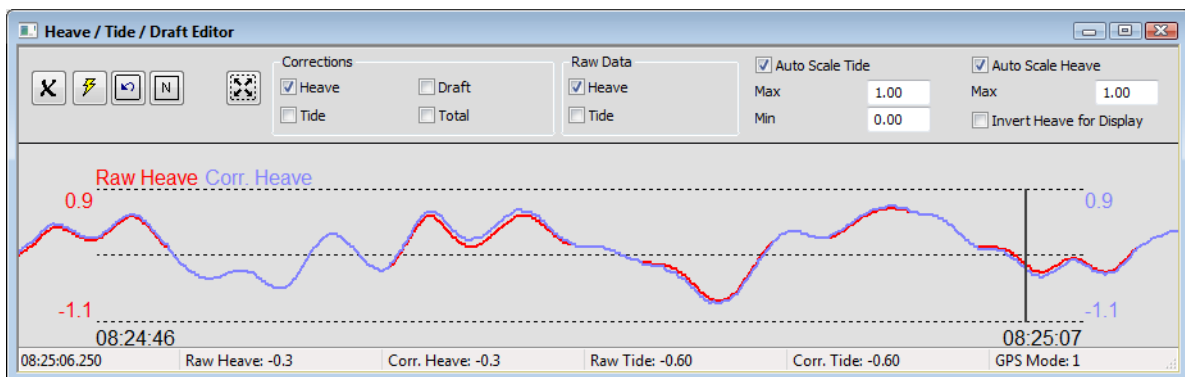 Heave / Tide / Draft Editor
Corrections
Raw Data
Auto Scale Tide
Auto Scale Heave
X
N
Heave
Draft
Heave
Max
1.00
Max
1.00
Tide
Total
Tide
Min
0.00
Invert Heave for Display
Raw Heave Corr. Heave
0.9
0.9
-1.1
-1.1
08:24:46
08:25:07
08:25:06.250
Raw Heave: -0.3
Corr. Heave: -0.3
Raw Tide: -0.60
Corr. Tide: -0.60
GPS Mode: 1